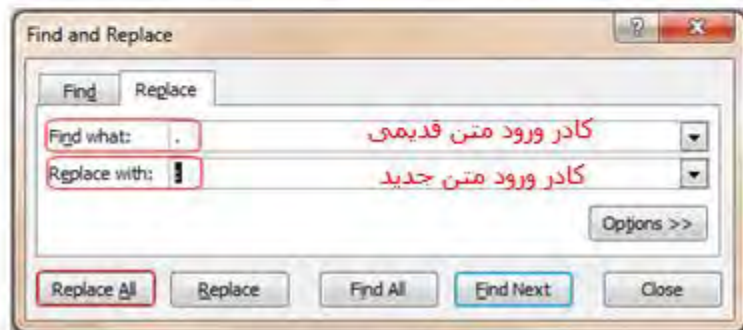 Find and Replace
Find Replace
Find what: . کادر ورود متن قدیمی
Replace with: کادر ورود متن جدید
Options >>
Replace All Replace Find All Find Next Close